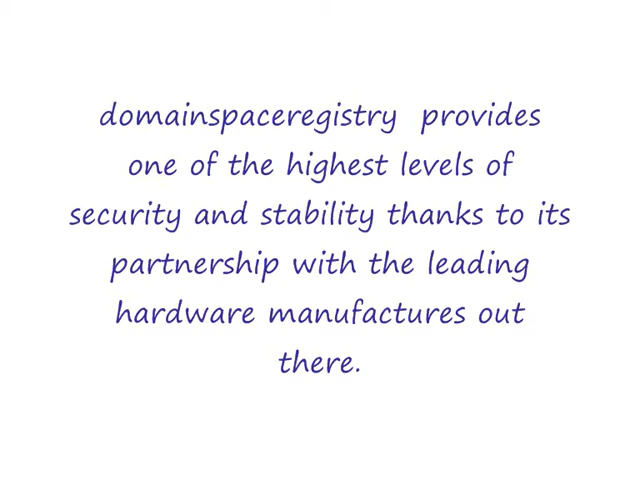 domainspaceregistry  provides
one of the highest levels of
security and stability thanks to its
partnership with the leading
hardware manufactures out
there.